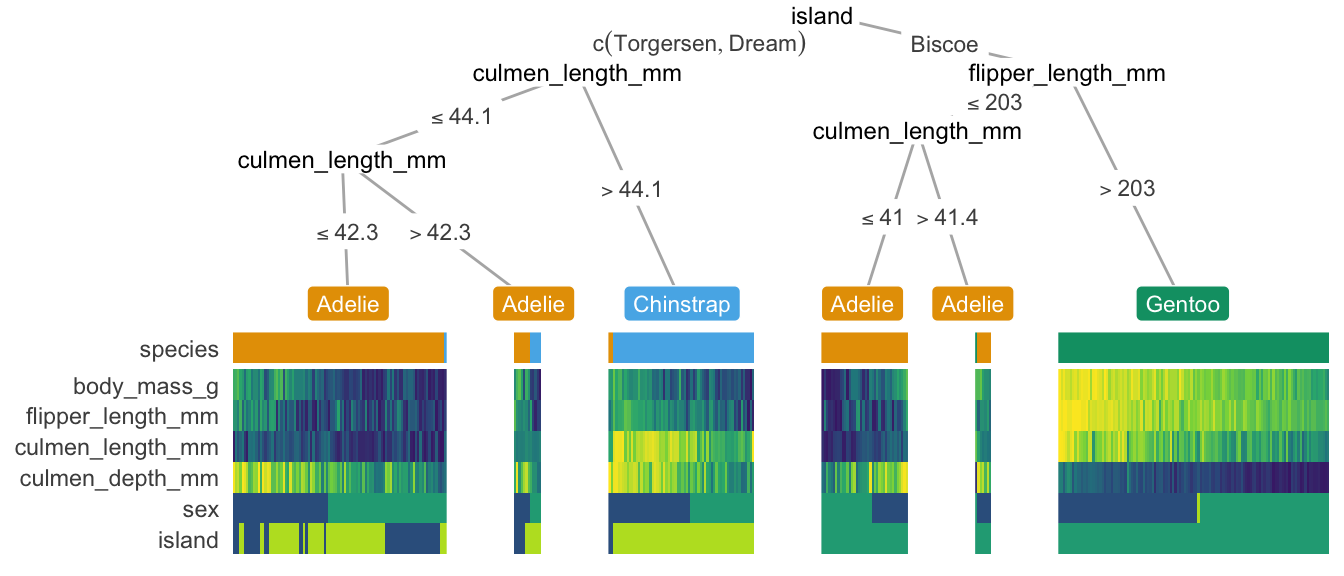 island
c(Torgersen, Dream) Biscoe
culmen_length_mm flipper_length_mm
≤ 44.1 ≤ 203
culmen_length_mm
culmen_length_mm
> 44.1 > 203
≤ 42.3 > 42.3 ≤ 41 > 41.4
Adelie Adelie Chinstrap Adelie Adelie Gentoo
species
body_mass_g
flipper_length_mm
culmen_length_mm
culmen_depth_mm
sex
island